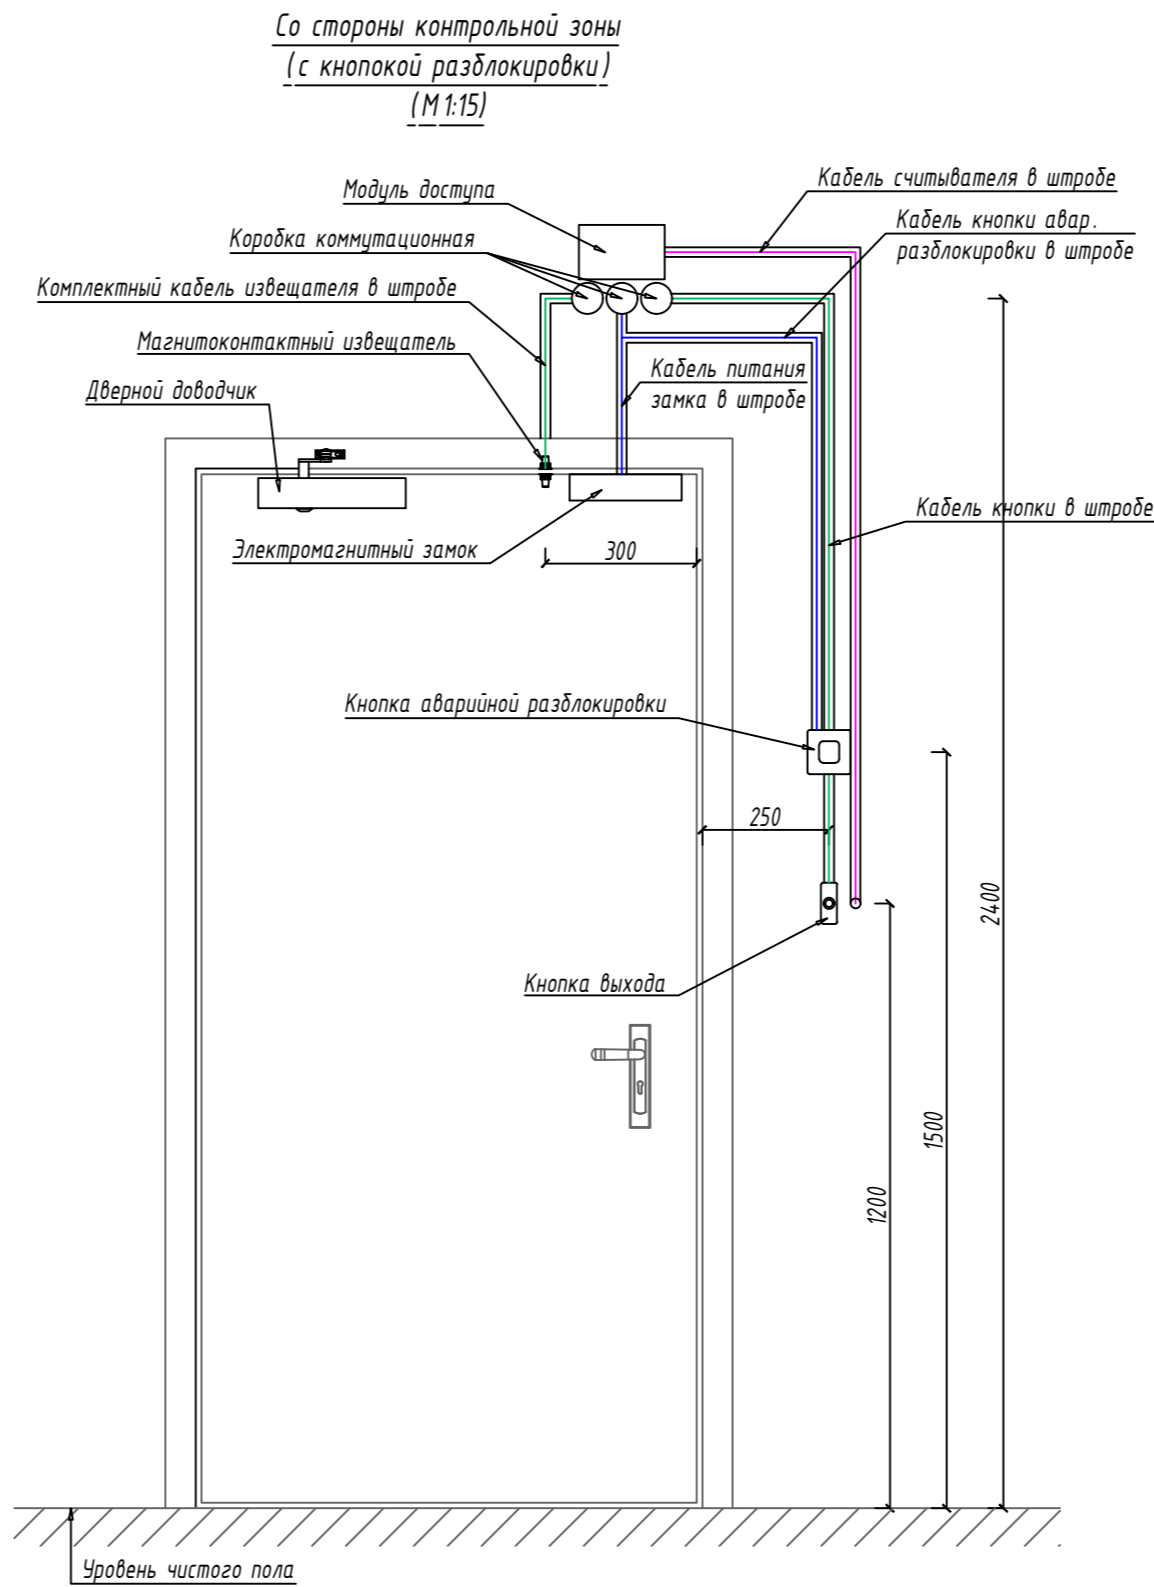 Со стороны контрольной зоны
(с кнопокой разблокировки)
(М 1:15)
Модуль доступа
Кабель считывателя в штробе
Коробка коммутационная
Кабель кнопки авар.
разблокировки в штробе
Комплектный кабель извещателя в штробе
Магнитоконтактный извещатель
Кабель питания
замка в штробе
Дверной доводчик
Кабель кнопки в штробе
Электромагнитный замок
300
Кнопка аварийной разблокировки
250
2400
Кнопка выхода
1500
1200
Уровень чистого пола